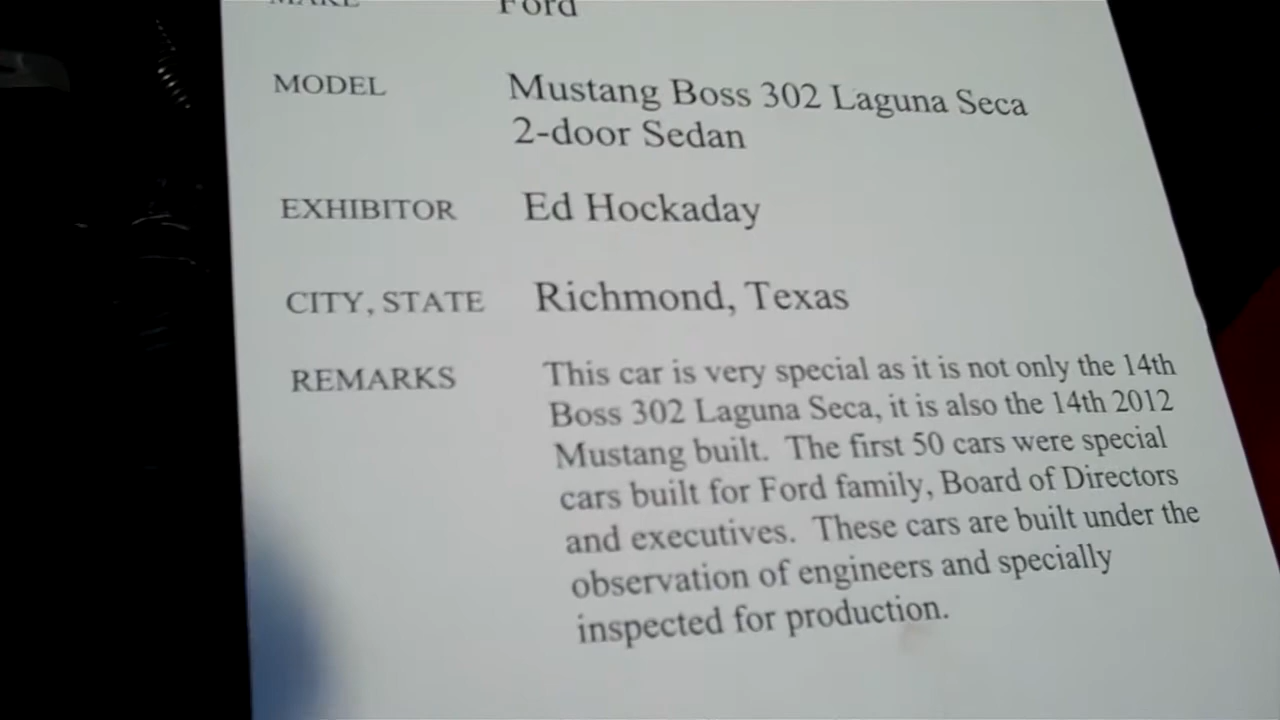 MAKE Ford
MODEL Mustang Boss 302 Laguna Seca
2-door Sedan
EXHIBITOR Ed Hockaday
CITY, STATE Richmond, Texas
REMARKS This car is very special as it is not only the 14th
Boss 302 Laguna Seca, it is also the 14th 2012
Mustang built. The first 50 cars were special
cars built for Ford family, Board of Directors
and executives. These cars are built under the
observation of engineers and specially
inspected for production.